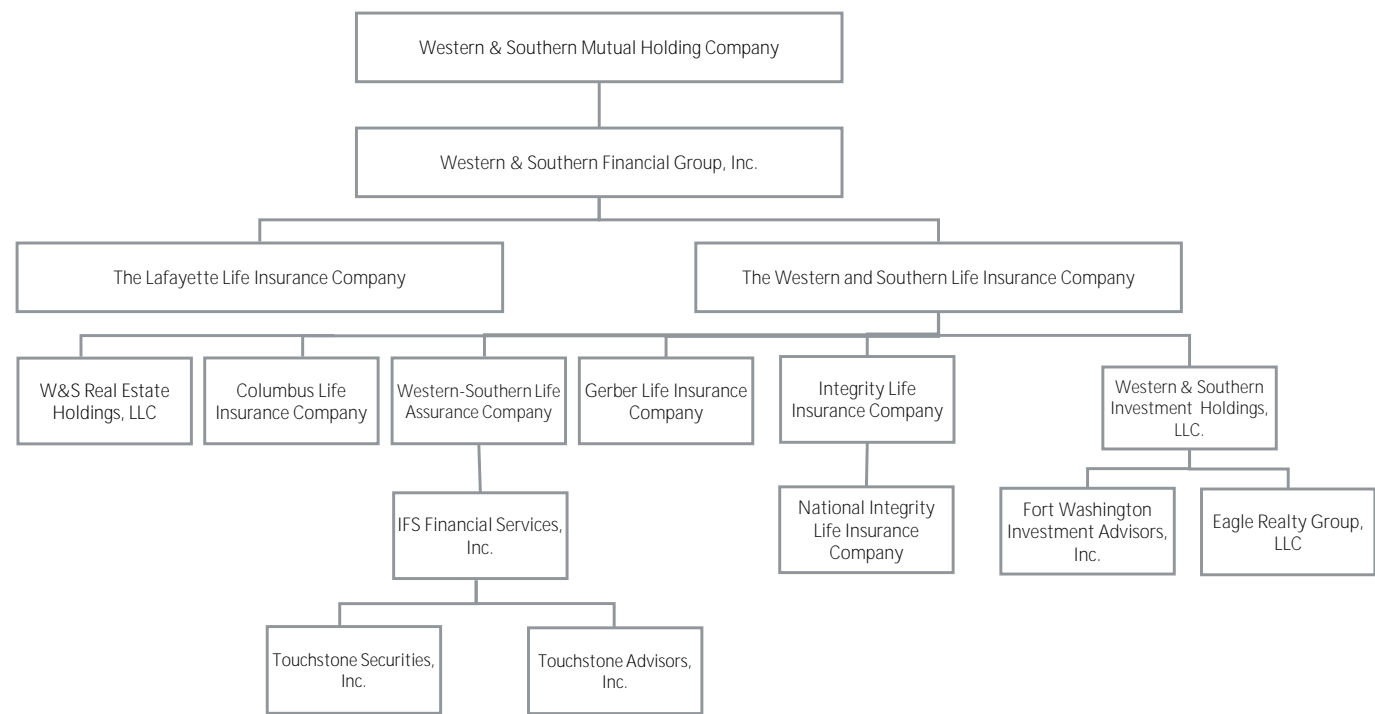 Western & Southern Mutual Holding Company
Western & Southern Financial Group, Inc.
The Lafayette Life Insurance Company
The Western and Southern Life Insurance Company
W&S Real Estate
Holdings, LLC
Columbus Life
Insurance Company
Western-Southern Life
Assurance Company
Gerber Life Insurance
Company
Integrity Life
Insurance Company
Western & Southern
Investment Holdings,
LLC.
IFS Financial Services,
Inc.
National Integrity
Life Insurance
Company
Fort Washington
Investment Advisors,
Inc.
Eagle Realty Group,
LLC
Touchstone Securities,
Inc.
Touchstone Advisors,
Inc.